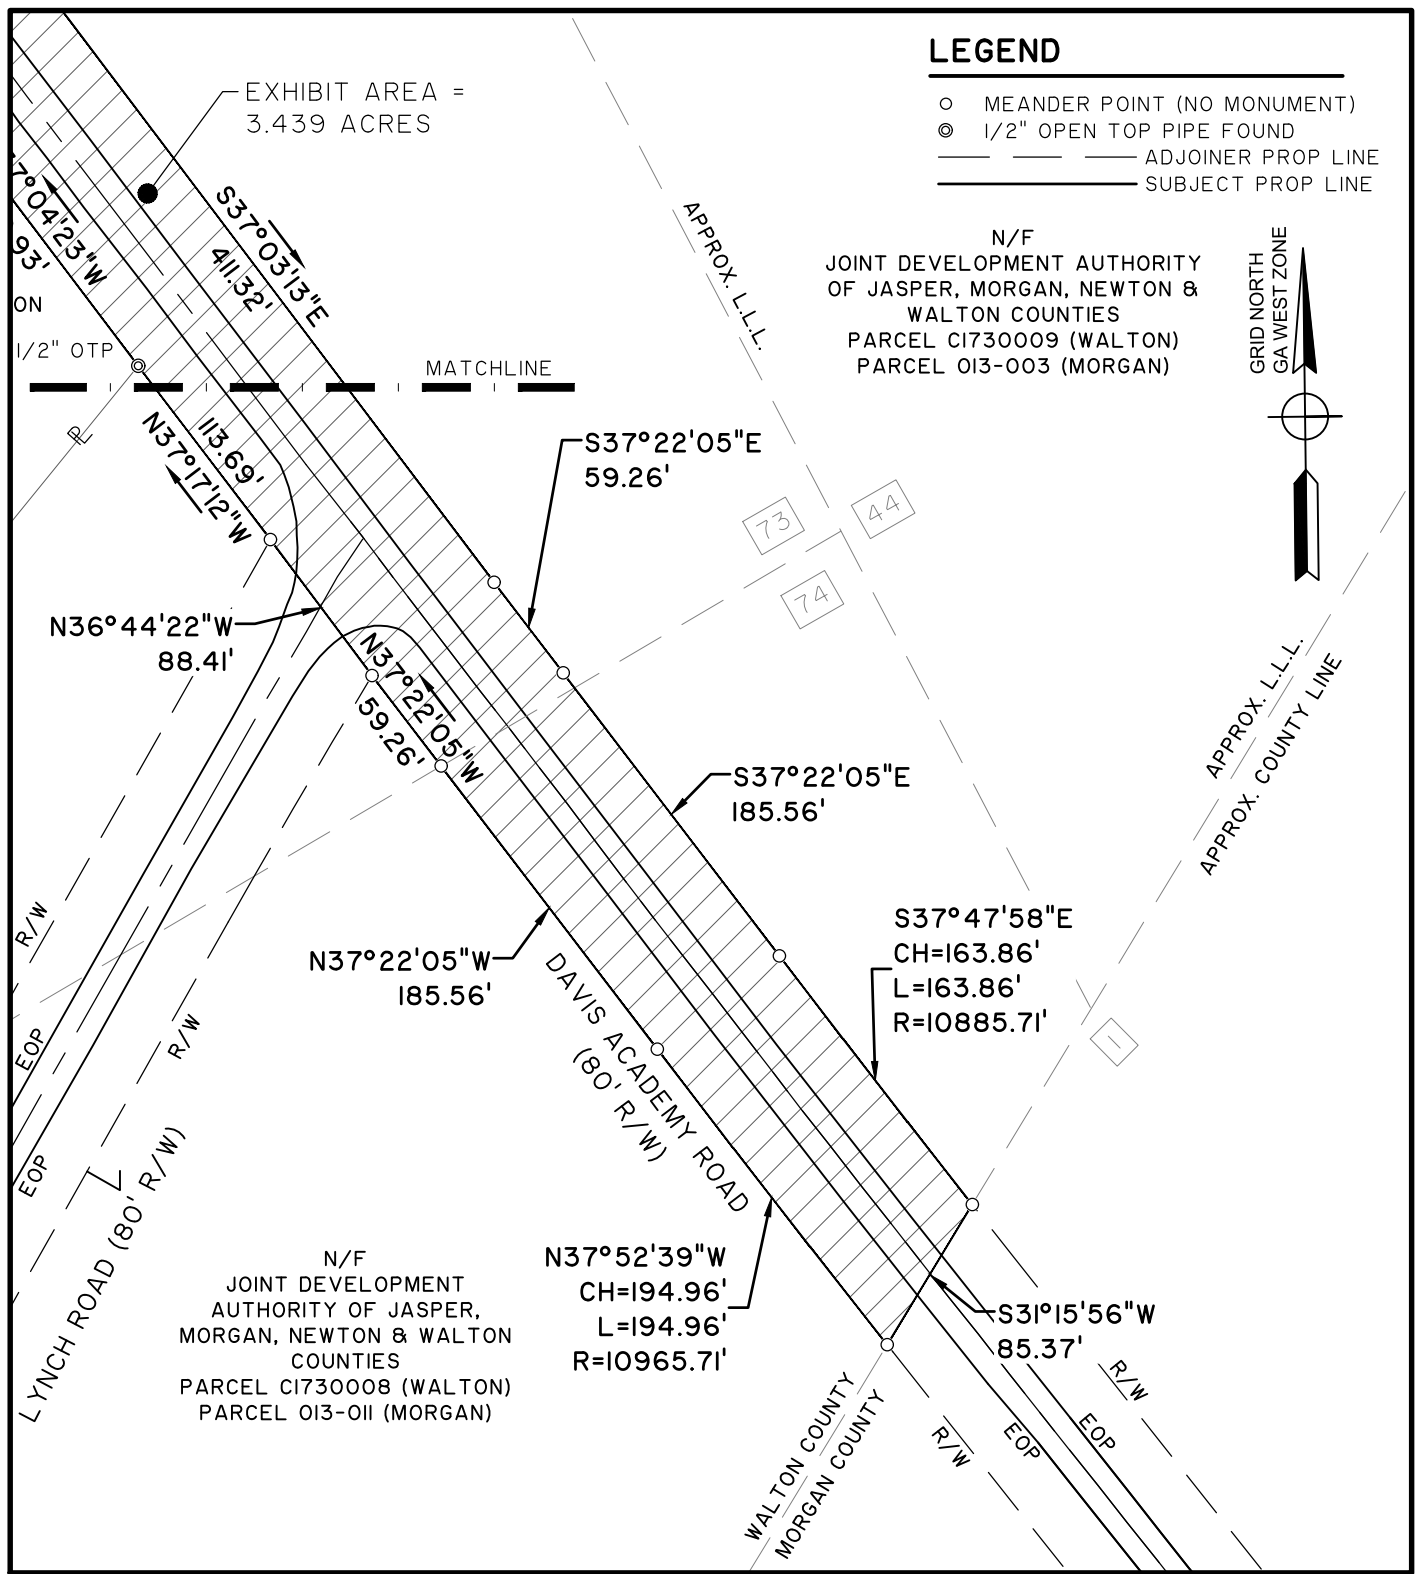 LEGEND
MEANDER POINT (NO MONUMENT)
1/2" OPEN TOP PIPE FOUND
ADJOINER PROP LINE
SUBJECT PROP LINE
EXHIBIT AREA =
3.439 ACRES
S37°03'13"E
411.32'
7°04'23"W
93'
ON
1/2" OTP
MATCHLINE
APPROX. L.L.L.
N/F
JOINT DEVELOPMENT AUTHORITY
OF JASPER, MORGAN, NEWTON &
WALTON COUNTIES
PARCEL C1730009 (WALTON)
PARCEL 013-003 (MORGAN)
GRID NORTH
GA WEST ZONE
PL
113.69'
N37°17'12"W
S37°22'05"E
59.26'
73
44
74
N36°44'22"W
88.41'
N37°22'05"W
59.26'
APPROX. L.L.L.
APPROX. COUNTY LINE
S37°22'05"E
185.56'
R/W
N37°22'05"W
185.56'
S37°47'58"E
CH=163.86'
L=163.86'
R=10885.71'
1
DAVIS ACADEMY ROAD
(80' R/W)
EOP
R/W
EOP
LYNCH ROAD (80' R/W)
N/F
JOINT DEVELOPMENT
AUTHORITY OF JASPER,
MORGAN, NEWTON & WALTON
COUNTIES
PARCEL C1730008 (WALTON)
PARCEL 013-011 (MORGAN)
N37°52'39"W
CH=194.96'
L=194.96'
R=10965.71'
S31°15'56"W
85.37'
WALTON COUNTY
MORGAN COUNTY
R/W
EOP
EOP
R/W